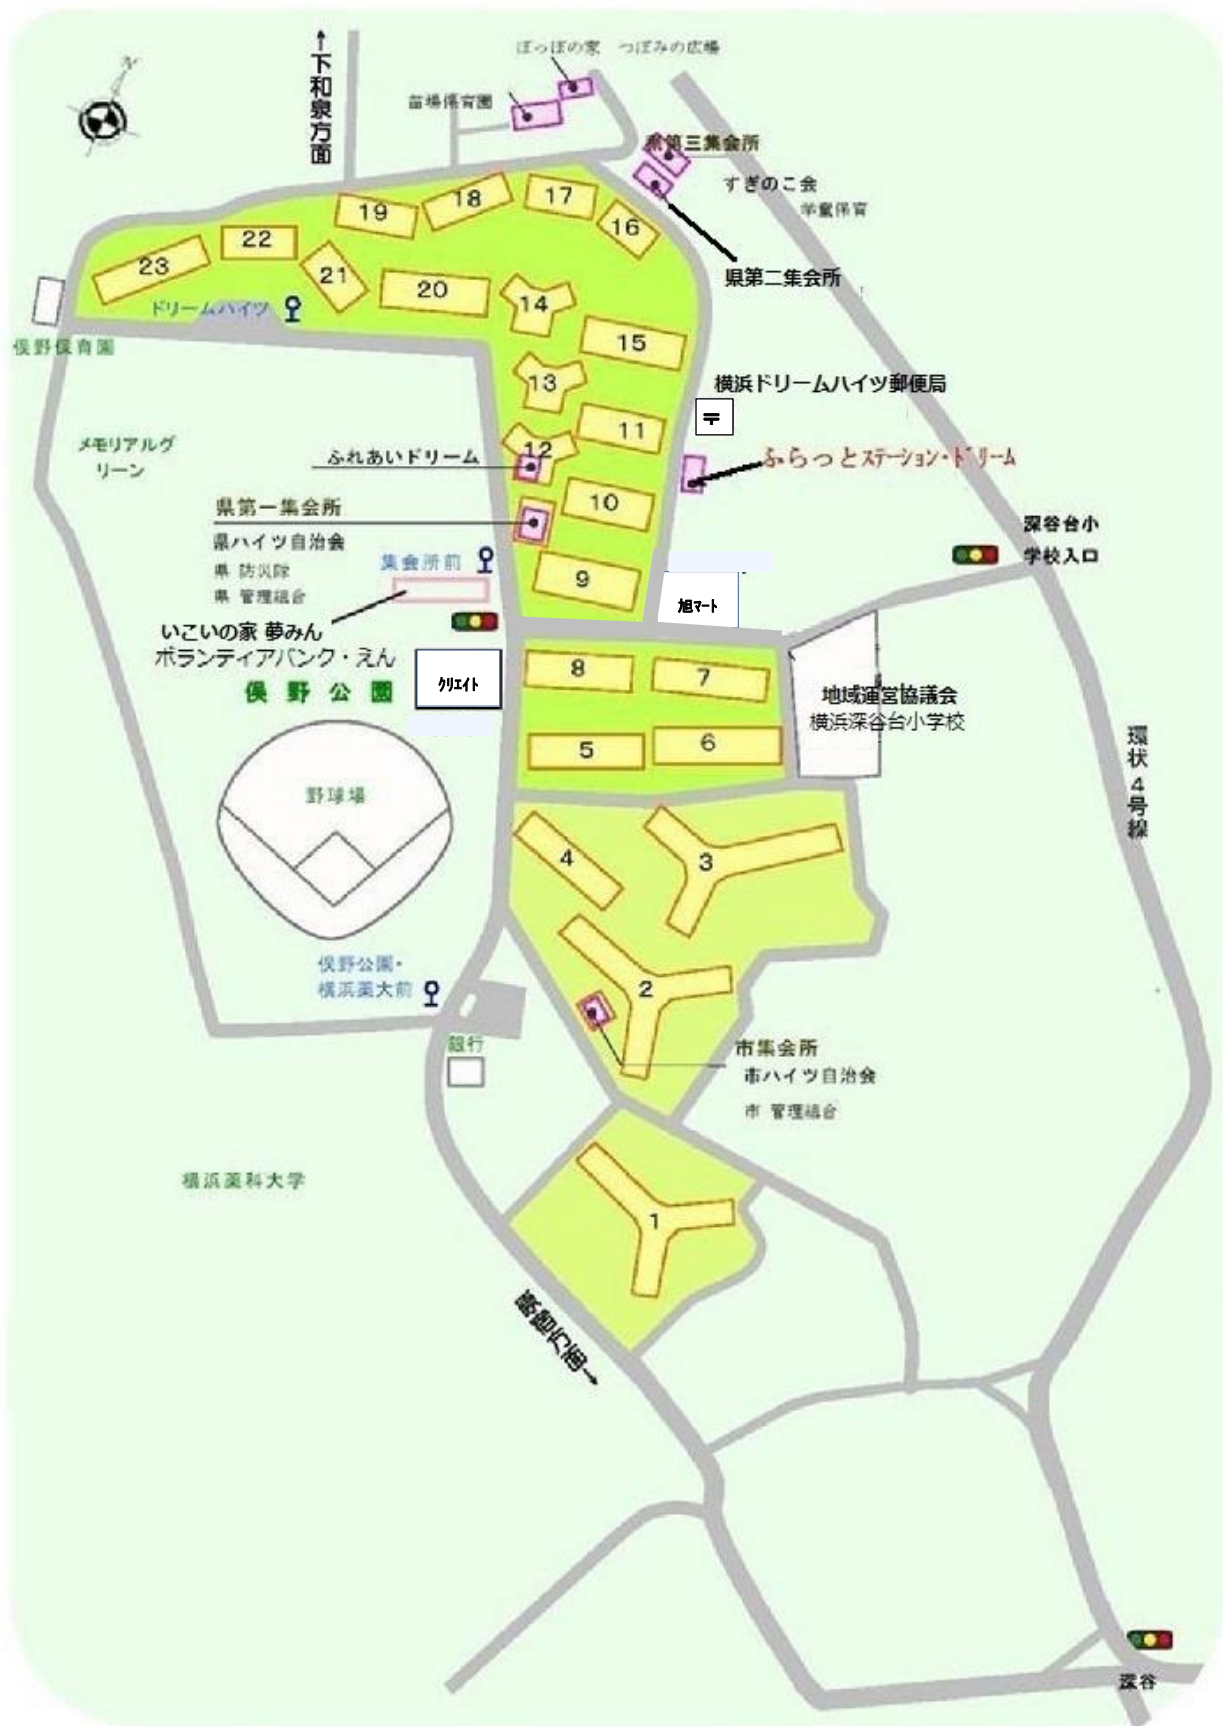 N
↑下和泉方面
ぽっぽの家 つぼみの広場
苗場保育園
県第三集会所
すぎのこ会
学童保育
県第二集会所
17
18
19
16
22
23
21
20
14
15
ドリームハイツ
俣野保育園
13
横浜ドリームハイツ郵便局
〒
11
メモリアルグ
リーン
12
ふれあいドリーム
ふらっとステーション・ドリーム
10
県第一集会所
県ハイツ自治会
県 防災隊
県 管理組合
集会所前
9
深谷台小
学校入口
旭マート
いこいの家 夢みん
ボランティアバンク・えん
俣野公園
クリエイト
8
7
地域運営協議会
横浜深谷台小学校
5
6
環状4号線
野球場
4
3
俣野公園・
横浜薬大前
2
銀行
市集会所
市ハイツ自治会
市 管理組合
横浜薬科大学
1
深谷